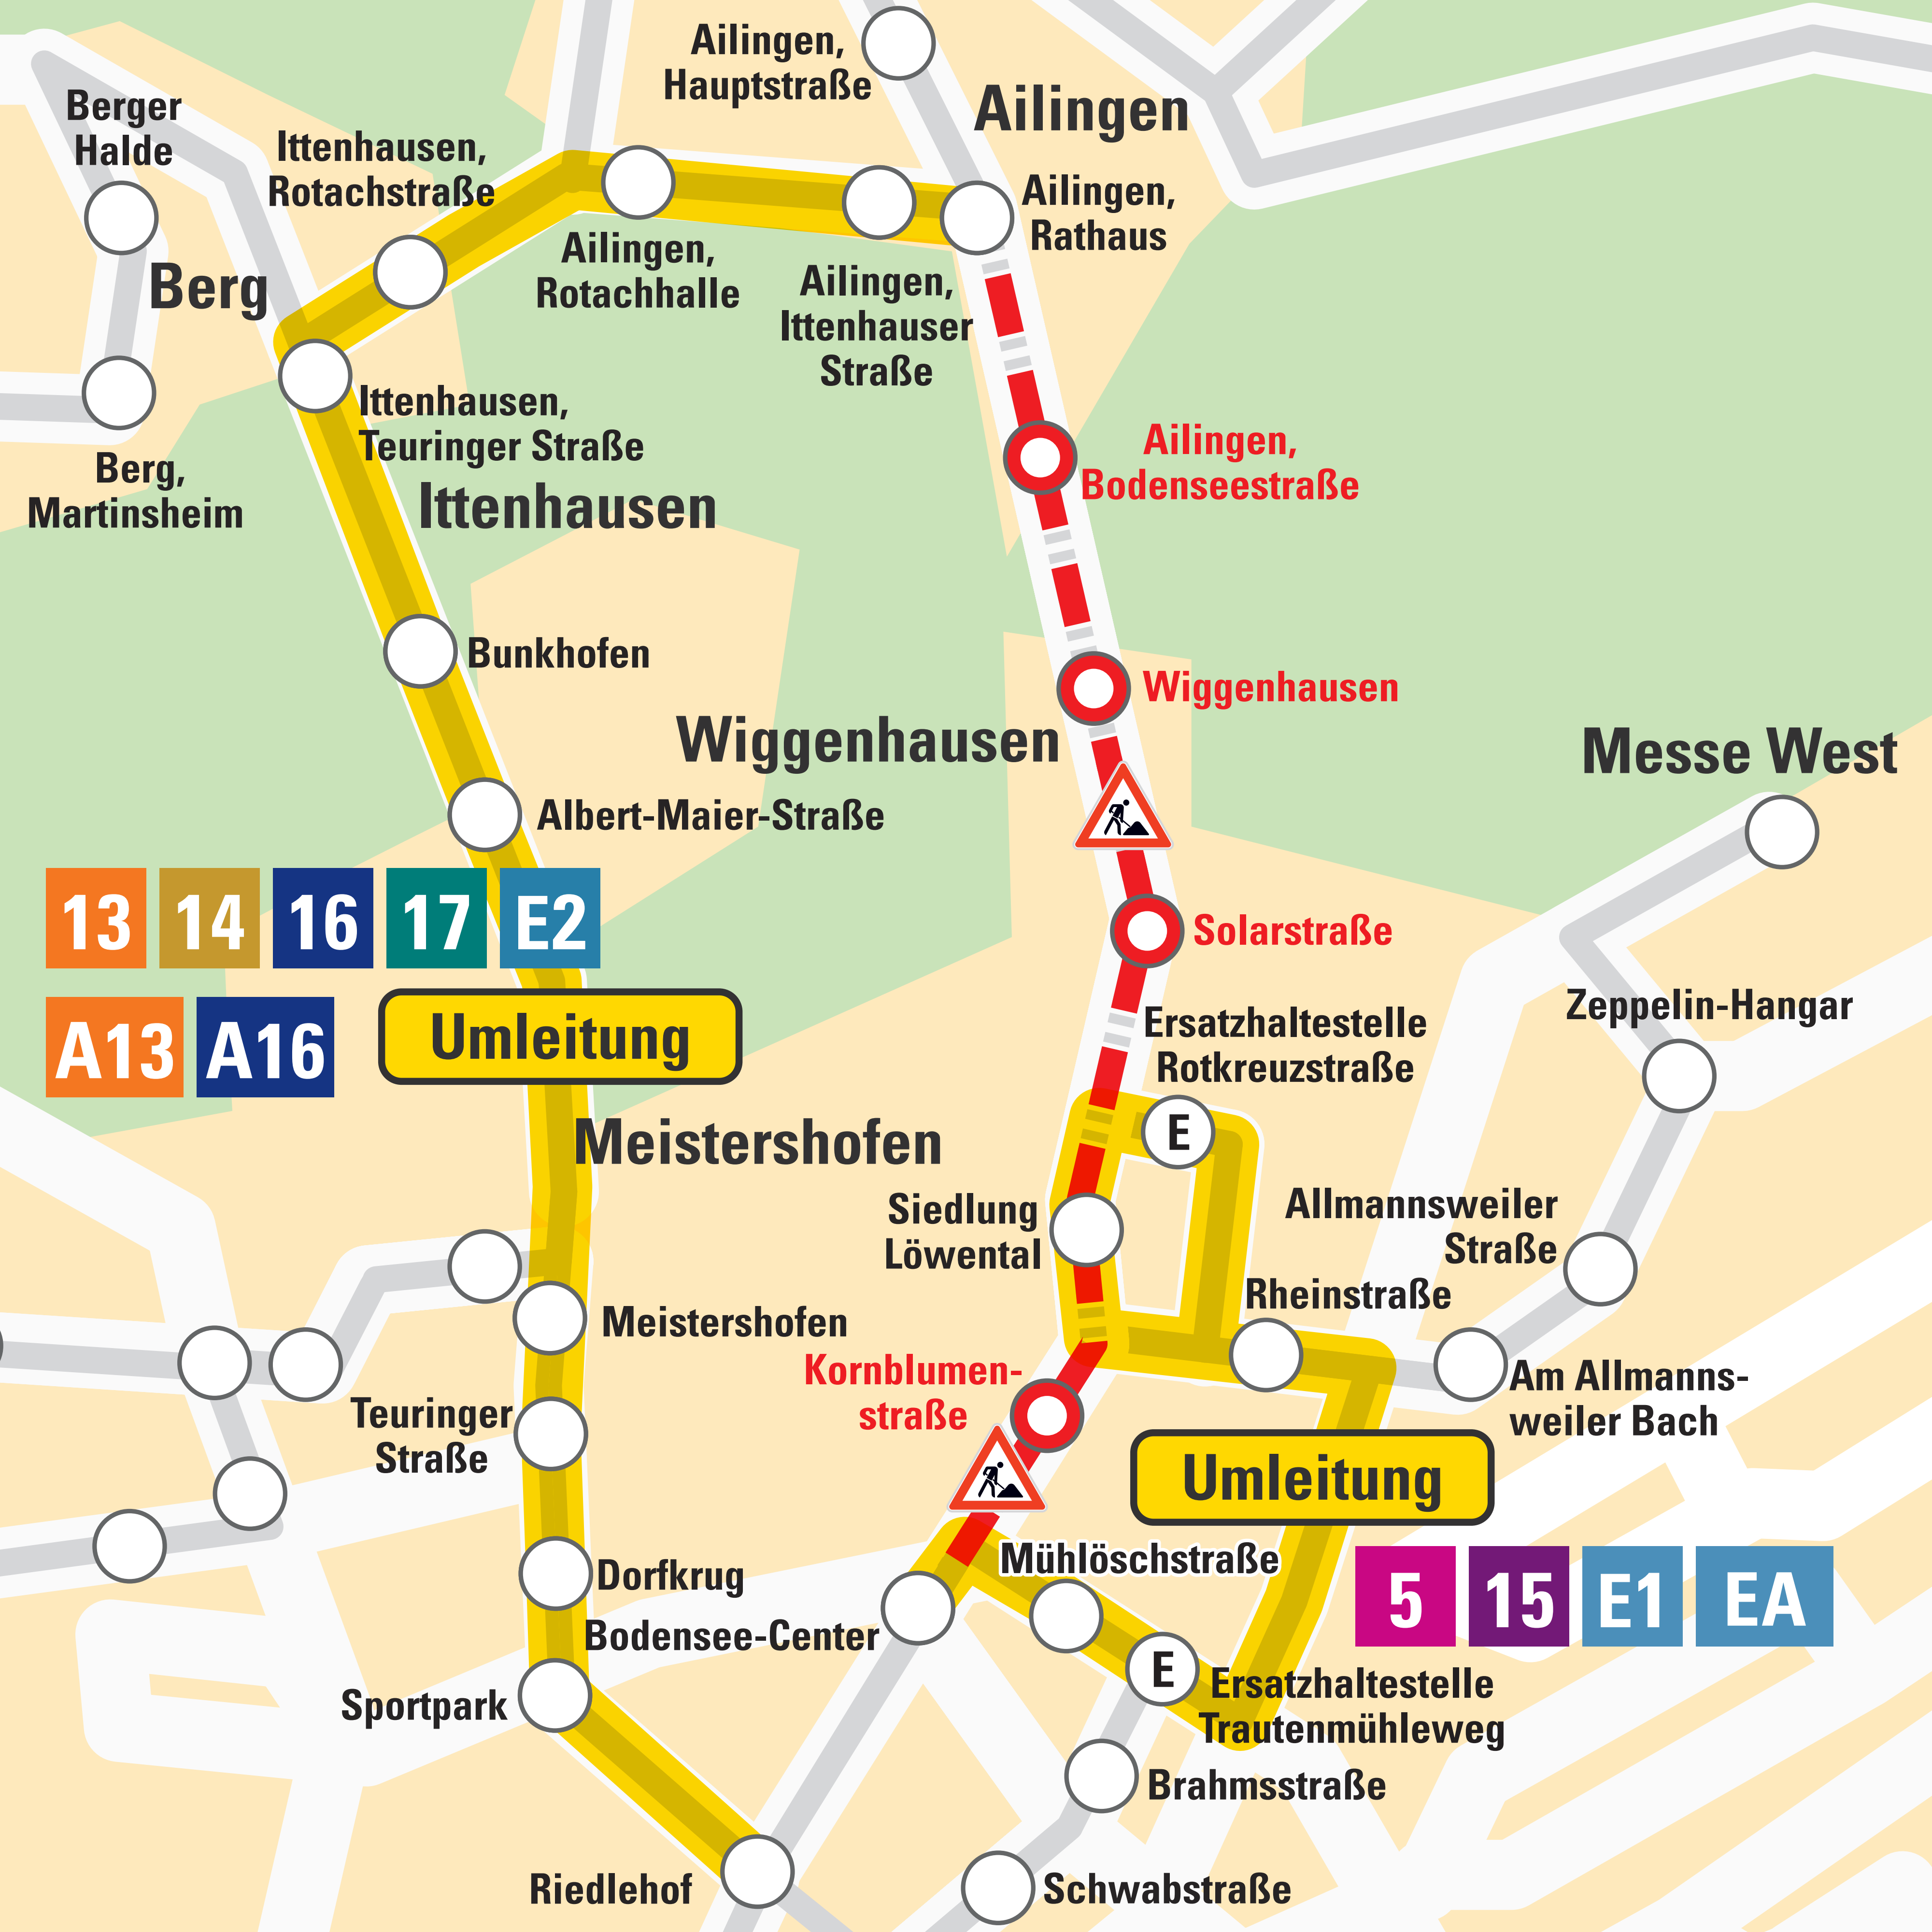 Ailingen,
Hauptstraße
Ailingen
Berger
Halde
Ittenhausen,
Rotachstraße
Ailingen,
Rathaus
Ailingen,
Rotachhalle
Ailingen,
Ittenhauser
Straße
Berg
Ittenhausen,
Teuringer Straße
Ailingen,
Bodenseestraße
Berg,
Martinsheim
Ittenhausen
Bunkhofen
Wiggenhausen
Wiggenhausen
Messe West
Albert-Maier-Straße
13 14 16 17 E2
Solarstraße
A13 A16
Umleitung
Zeppelin-Hangar
Ersatzhaltestelle
Rotkreuzstraße
E
Meistershofen
Siedlung
Löwental
Allmannsweiler
Straße
Rheinstraße
Meistershofen
Kornblumen-
straße
Am Allmanns-
weiler Bach
Teuringer
Straße
Umleitung
Mühlöschstraße
Dorfkrug
5 15 E1 EA
Bodensee-Center
E
Ersatzhaltestelle
Trautenmühleweg
Sportpark
Brahmsstraße
Riedlehof
Schwabstraße